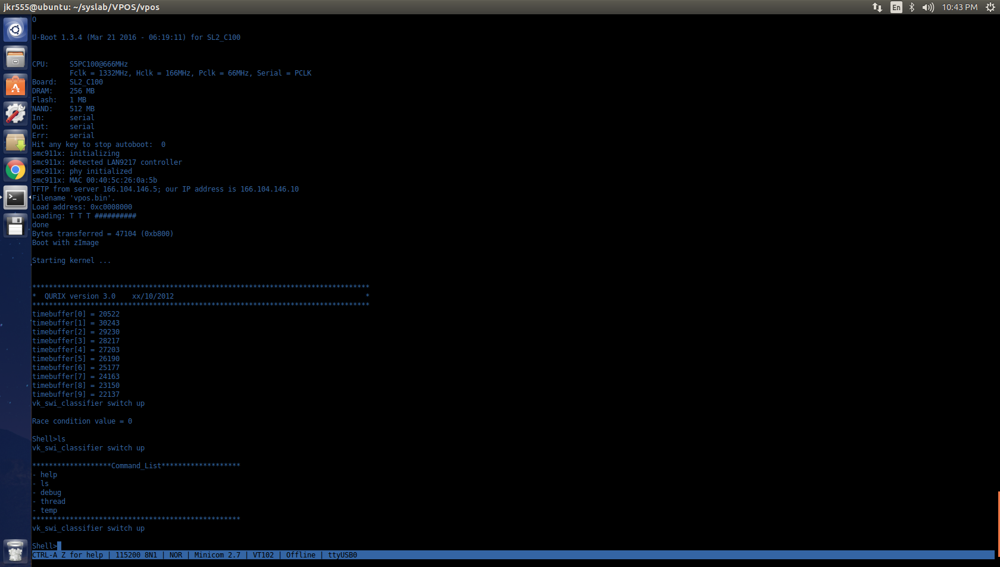 jkr555@ubuntu: ~/syslab/VPOS/vpos
En
10:43 PM
O
U-Boot 1.3.4 (Mar 21 2016 - 06:19:11) for SL2_C100
CPU: S5PC100@666MHz
Fclk = 1332MHz, Hclk = 166MHz, Pclk = 66MHz, Serial = PCLK
Board: SL2_C100
DRAM: 256 MB
Flash: 1 MB
NAND: 512 MB
In: serial
Out: serial
Err: serial
Hit any key to stop autoboot: 0
smc911x: initializing
smc911x: detected LAN9217 controller
smc911x: phy initialized
smc911x: MAC 00:40:5c:26:0a:5b
TFTP from server 166.104.146.5; our IP address is 166.104.146.10
Filename 'vpos.bin'.
Load address: 0xc0008000
Loading: T T T ##########
done
Bytes transferred = 47104 (0xb800)
Boot with zImage
Starting kernel ...
*********************************************************************************
* QURIX version 3.0 xx/10/2012 *
*********************************************************************************
timebuffer[0] = 20522
timebuffer[1] = 30243
timebuffer[2] = 29230
timebuffer[3] = 28217
timebuffer[4] = 27203
timebuffer[5] = 26190
timebuffer[6] = 25177
timebuffer[7] = 24163
timebuffer[8] = 23150
timebuffer[9] = 22137
vk_swi_classifier switch up
Race condition value = 0
Shell>ls
vk_swi_classifier switch up
*******************Command_List*******************
- help
- ls
- debug
- thread
- temp
**************************************************
vk_swi_classifier switch up
Shell>
CTRL-A Z for help | 115200 8N1 | NOR | Minicom 2.7 | VT102 | Offline | ttyUSB0